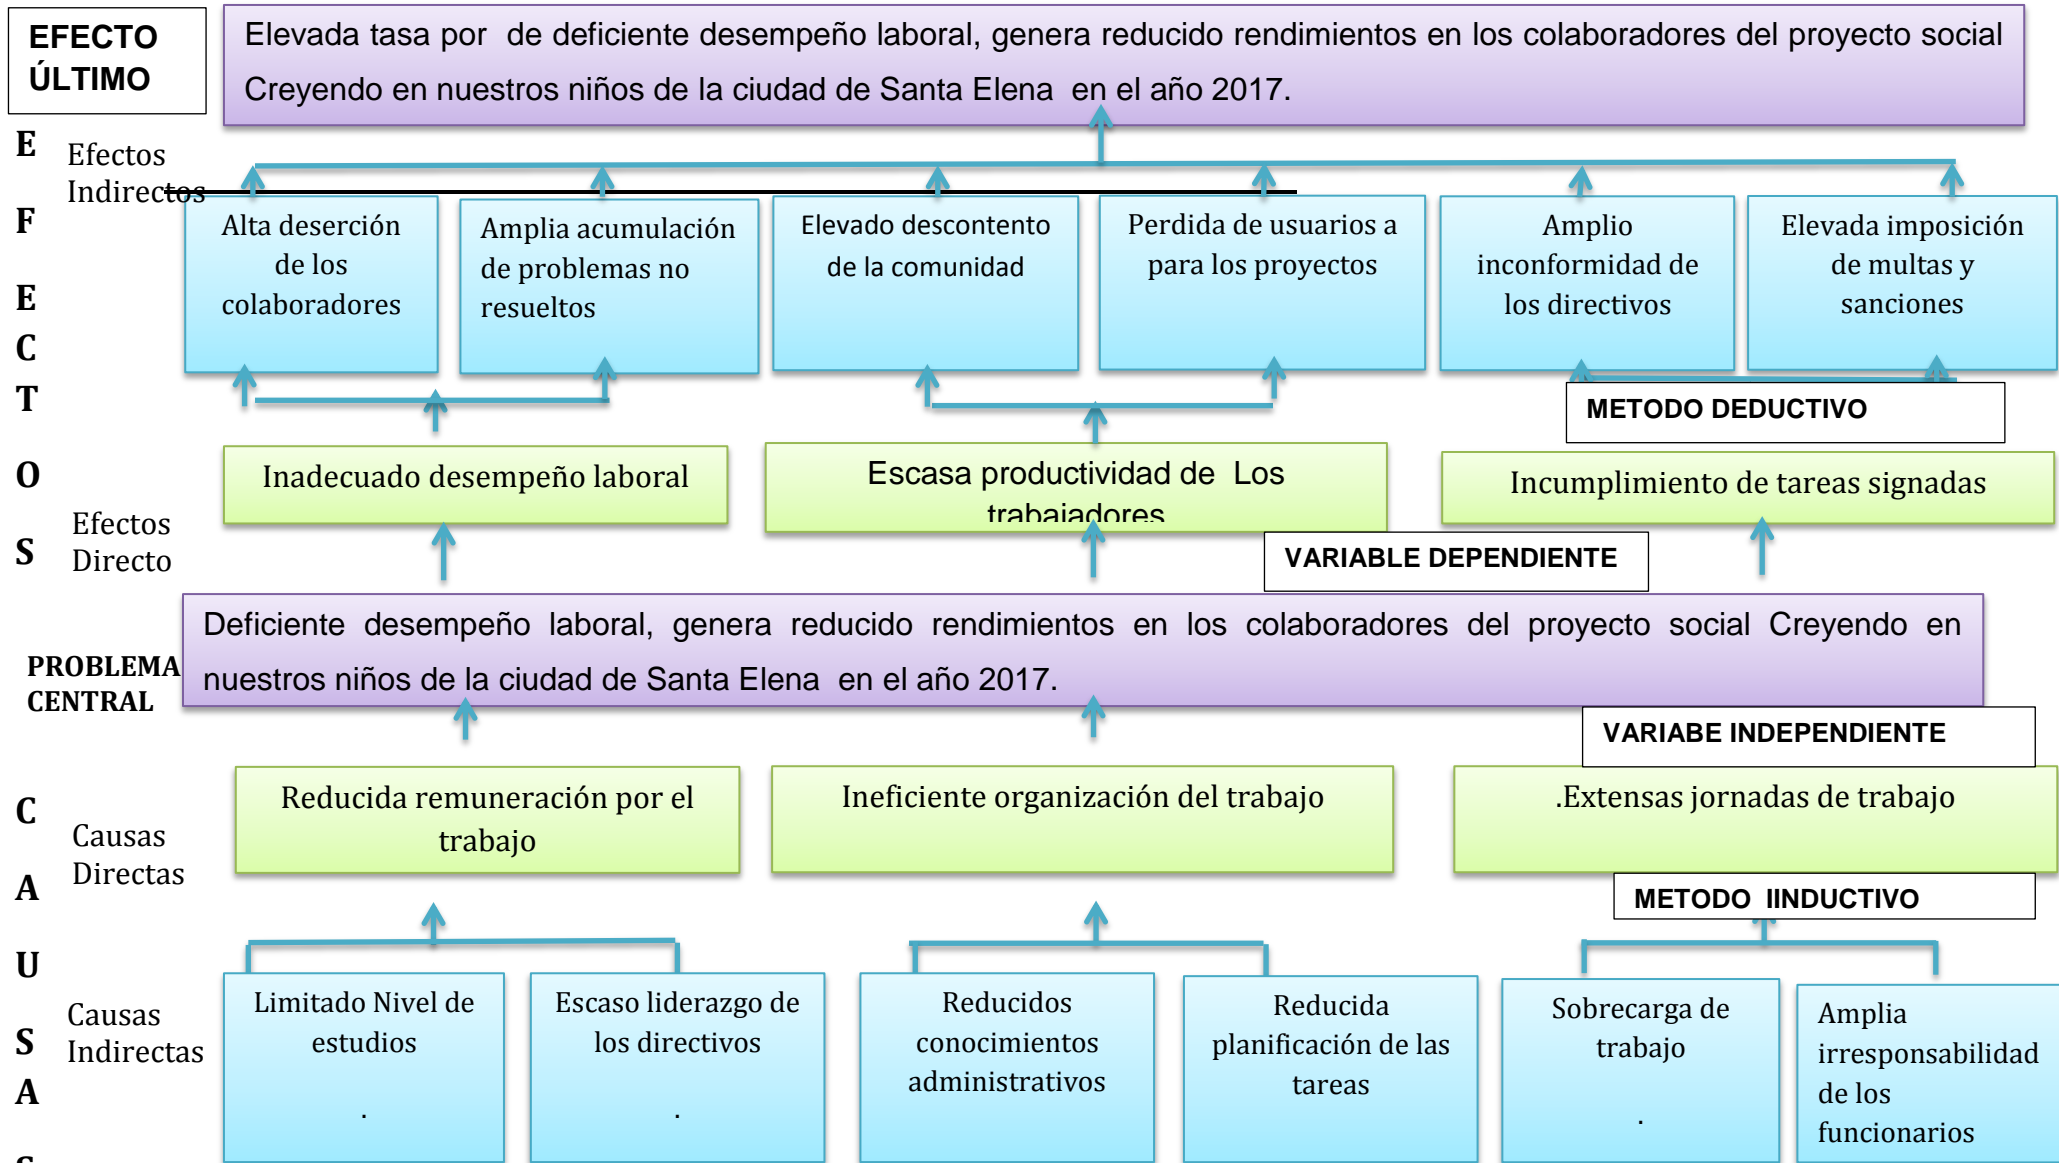 EFECTO
ÚLTIMO
Elevada tasa por de deficiente desempeño laboral, genera reducido rendimientos en los colaboradores del proyecto social
Creyendo en nuestros niños de la ciudad de Santa Elena en el año 2017.
E
F
E
C
T
O
S
Efectos
Indirectos
Alta deserción
de los
colaboradores
Amplia acumulación
de problemas no
resueltos
Elevado descontento
de la comunidad
Perdida de usuarios a
para los proyectos
Amplio
inconformidad de
los directivos
Elevada imposición
de multas y
sanciones
METODO DEDUCTIVO
Inadecuado desempeño laboral
Escasa productividad de Los
trabajadores
Incumplimiento de tareas signadas
Efectos
Directo
VARIABLE DEPENDIENTE
PROBLEMA
CENTRAL
Deficiente desempeño laboral, genera reducido rendimientos en los colaboradores del proyecto social Creyendo en
nuestros niños de la ciudad de Santa Elena en el año 2017.
VARIABE INDEPENDIENTE
C
A
U
S
A
S
Causas
Directas
Reducida remuneración por el
trabajo
Ineficiente organización del trabajo
.Extensas jornadas de trabajo
METODO IINDUCTIVO
Causas
Indirectas
Limitado Nivel de
estudios
.
Escaso liderazgo de
los directivos
.
Reducidos
conocimientos
administrativos
Reducida
planificación de las
tareas
Sobrecarga de
trabajo
.
Amplia
irresponsabilidad
de los
funcionarios